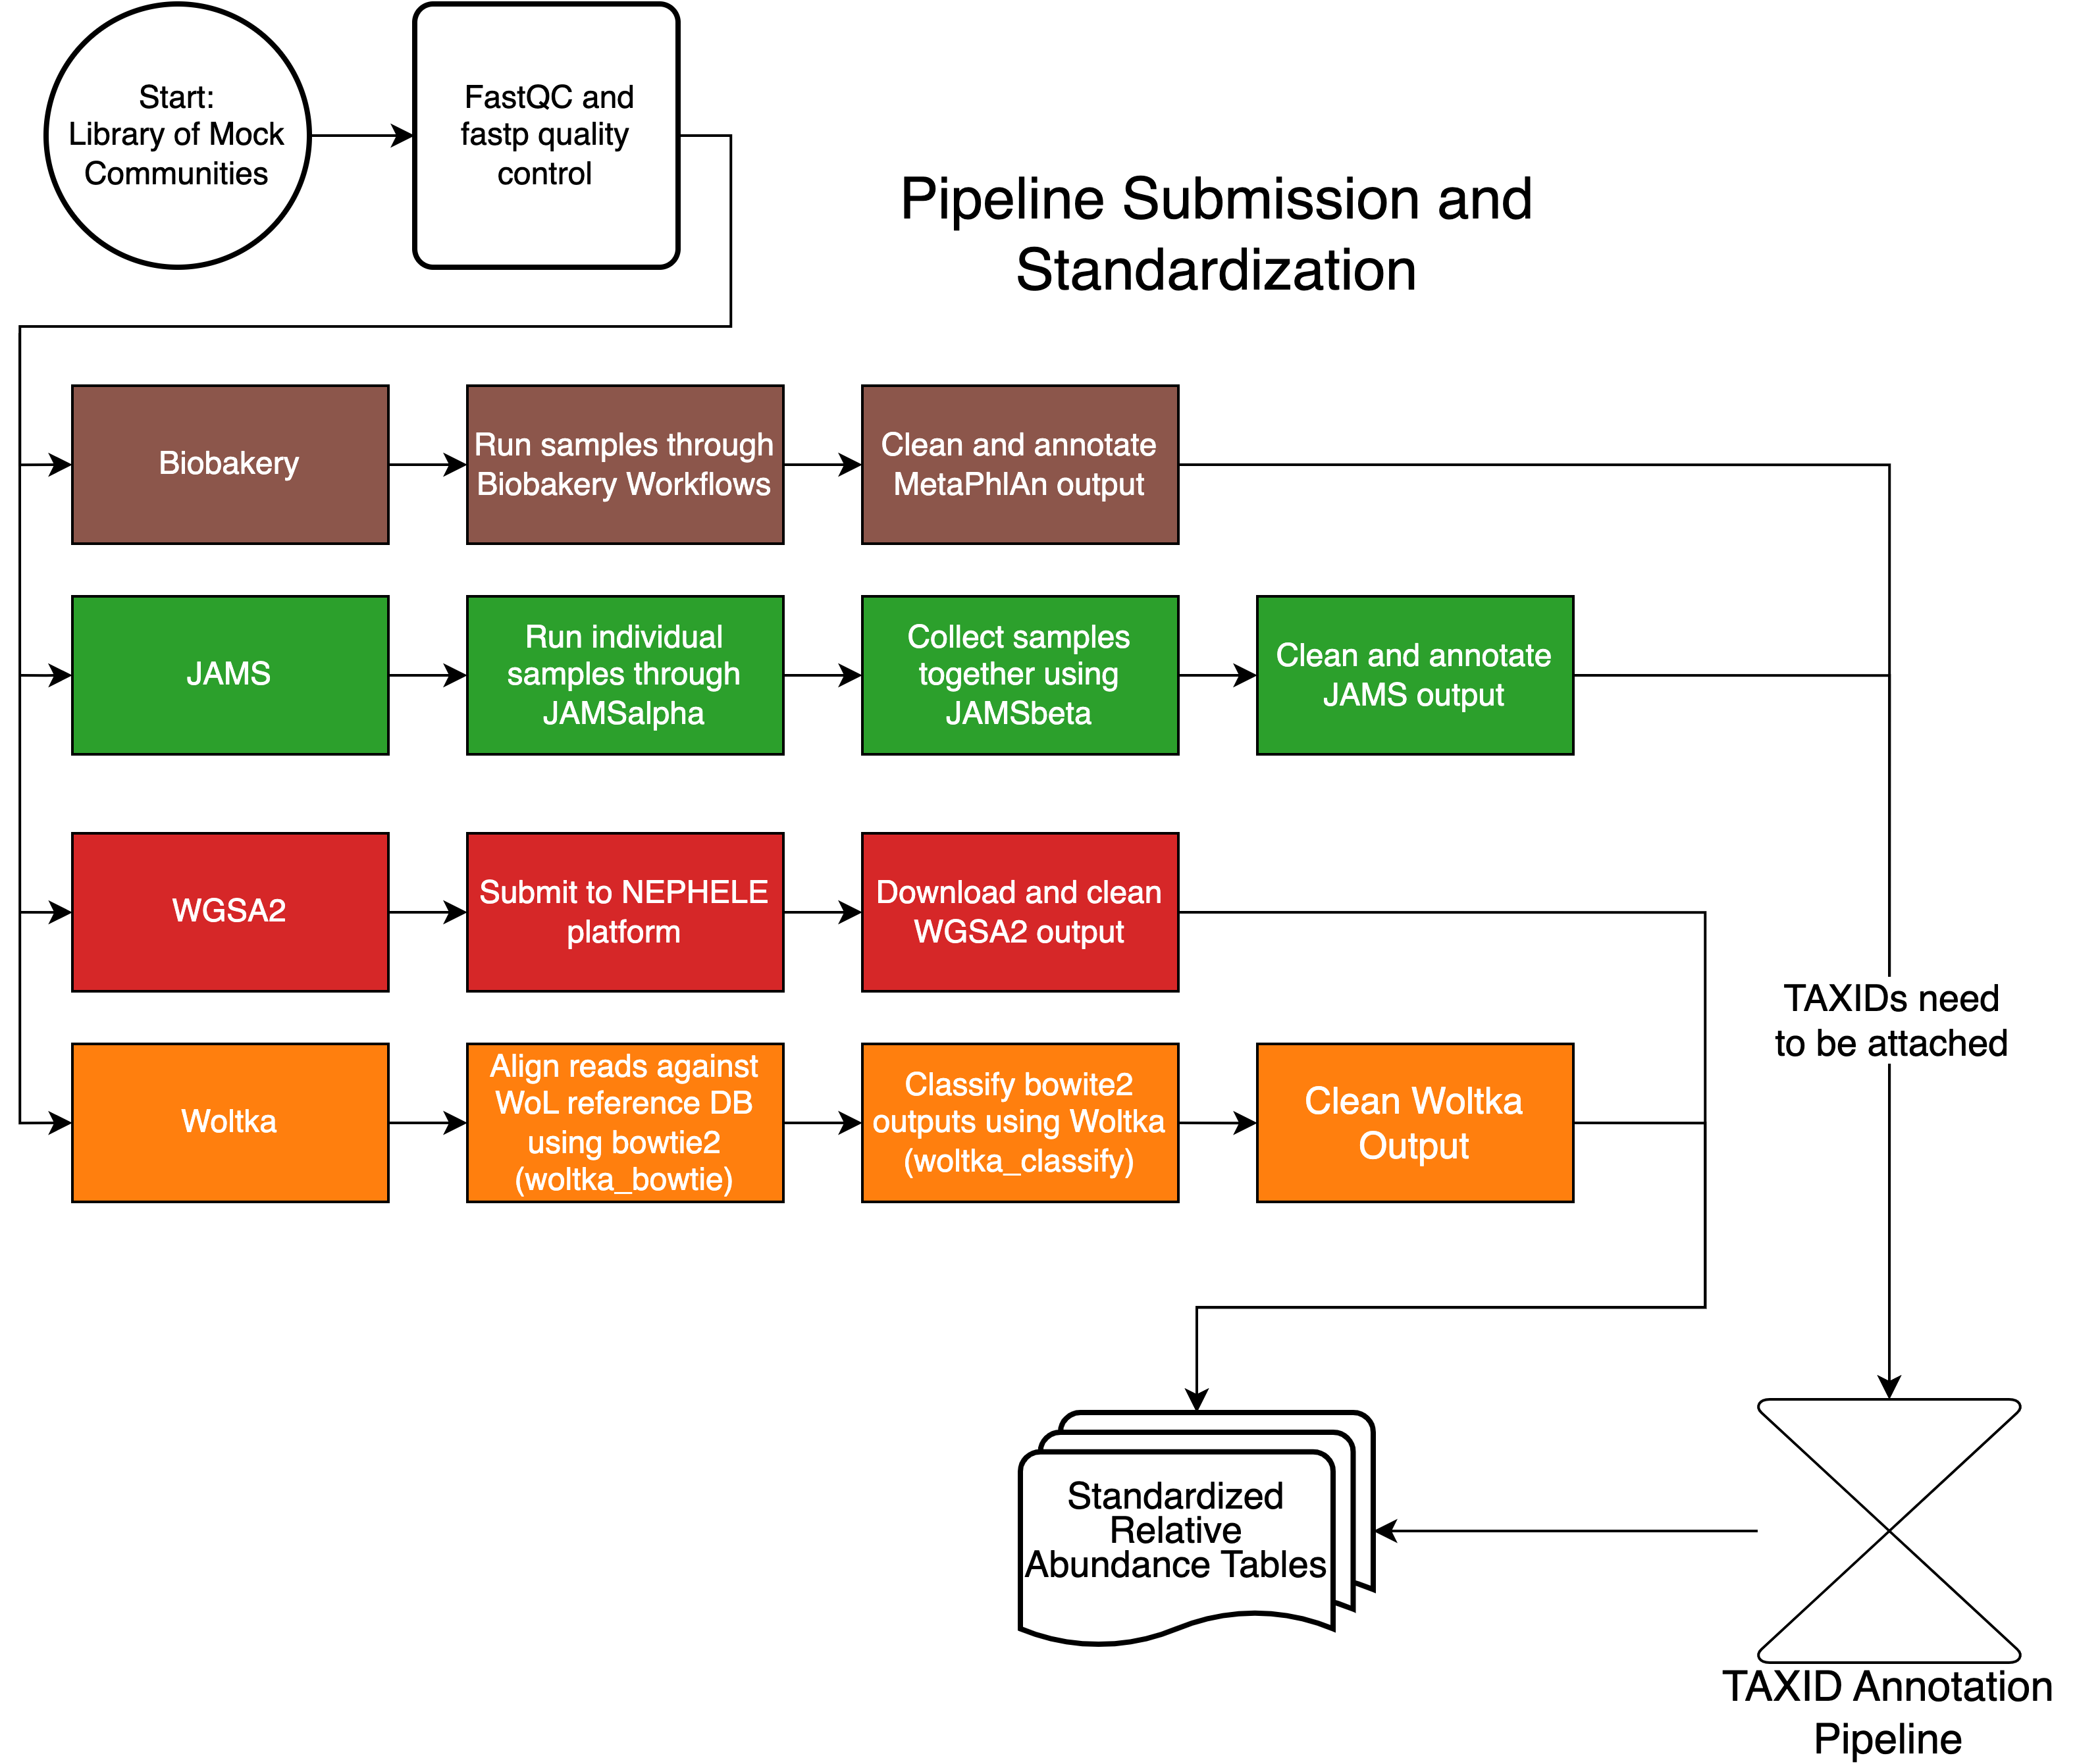 Start:
Library of Mock
Communities
FastQC and
fastp quality
control
Pipeline Submission and
Standardization
Biobakery
Run samples through
Biobakery Workflows
Clean and annotate
MetaPhlAn output
JAMS
Run individual
samples through
JAMSalpha
Collect samples
together using
JAMSbeta
Clean and annotate
JAMS output
WGSA2
Submit to NEPHELE
platform
Download and clean
WGSA2 output
TAXIDs need
to be attached
Woltka
Align reads against
WoL reference DB
using bowtie2
(woltka_bowtie)
Classify bowite2
outputs using Woltka
(woltka_classify)
Clean Woltka
Output
Standardized
Relative
Abundance Tables
TAXID Annotation
Pipeline